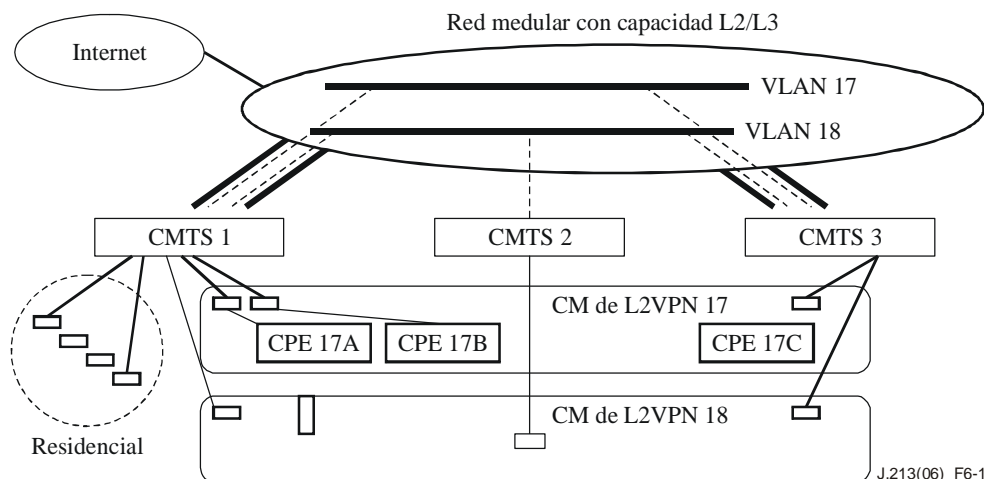 Red medular con capacidad L2/L3
Internet
VLAN 17
VLAN 18
CMTS 1
CMTS 2
CMTS 3
CM de L2VPN 17
CPE 17A
CPE 17B
CPE 17C
CM de L2VPN 18
Residencial
J.213(06)_F6-1